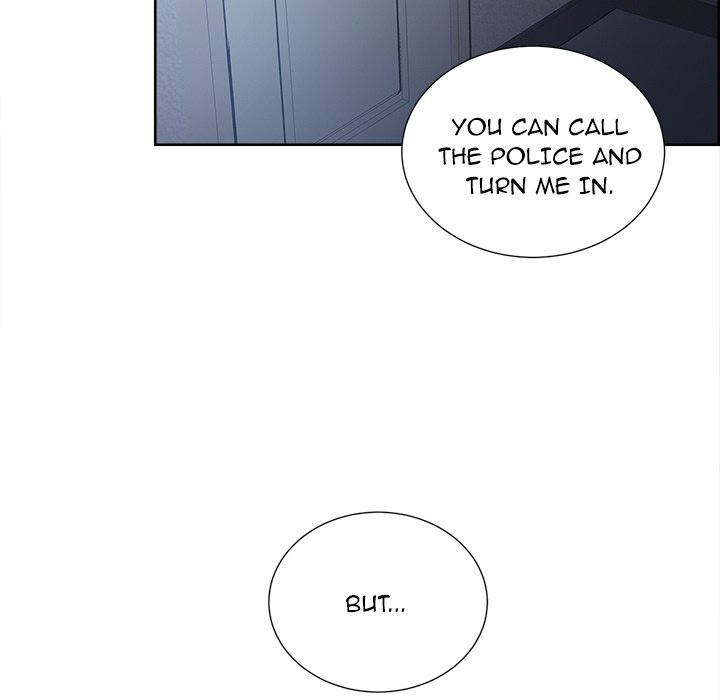 YOU CAN CALL
THE POLICE AND
TURN ME IN.
BUT...